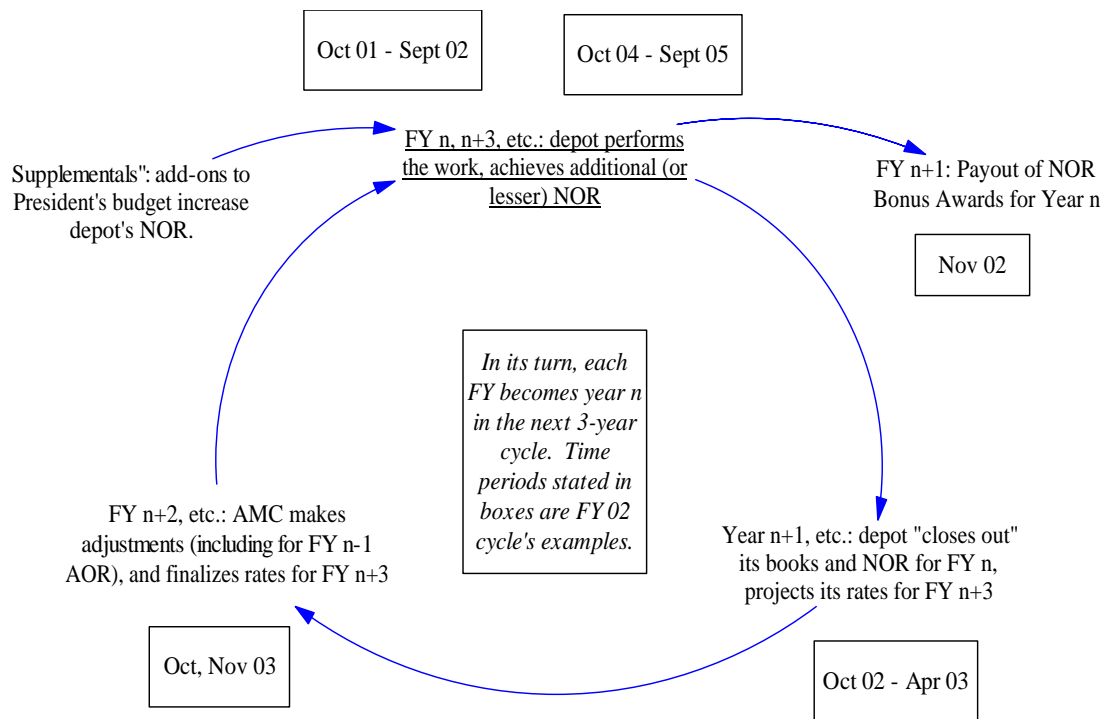 Oct 01 - Sept 02
Oct 04 - Sept 05
FY n, n+3, etc.: depot performs
the work, achieves additional (or
lesser) NOR
Supplementals": add-ons to
President's budget increase
depot's NOR.
FY n+1: Payout of NOR
Bonus Awards for Year n
Nov 02
In its turn, each
FY becomes year n
in the next 3-year
cycle. Time
periods stated in
boxes are FY 02
cycle's examples.
FY n+2, etc.: AMC makes
adjustments (including for FY n-1
AOR), and finalizes rates for FY n+3
Year n+1, etc.: depot "closes out"
its books and NOR for FY n,
projects its rates for FY n+3
Oct, Nov 03
Oct 02 - Apr 03